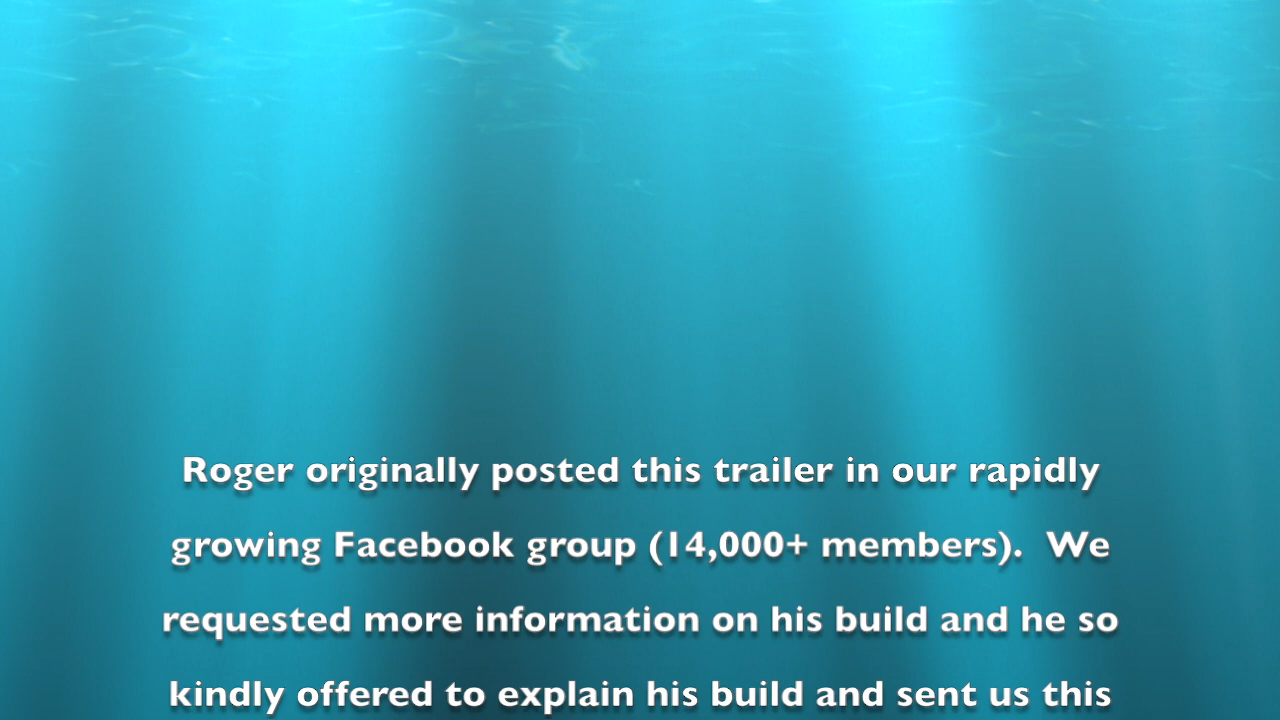 Roger originally posted this trailer in our rapidly
growing Facebook group (14,000+ members).  We
requested more information on his build and he so
kindly offered to explain his build and sent us this